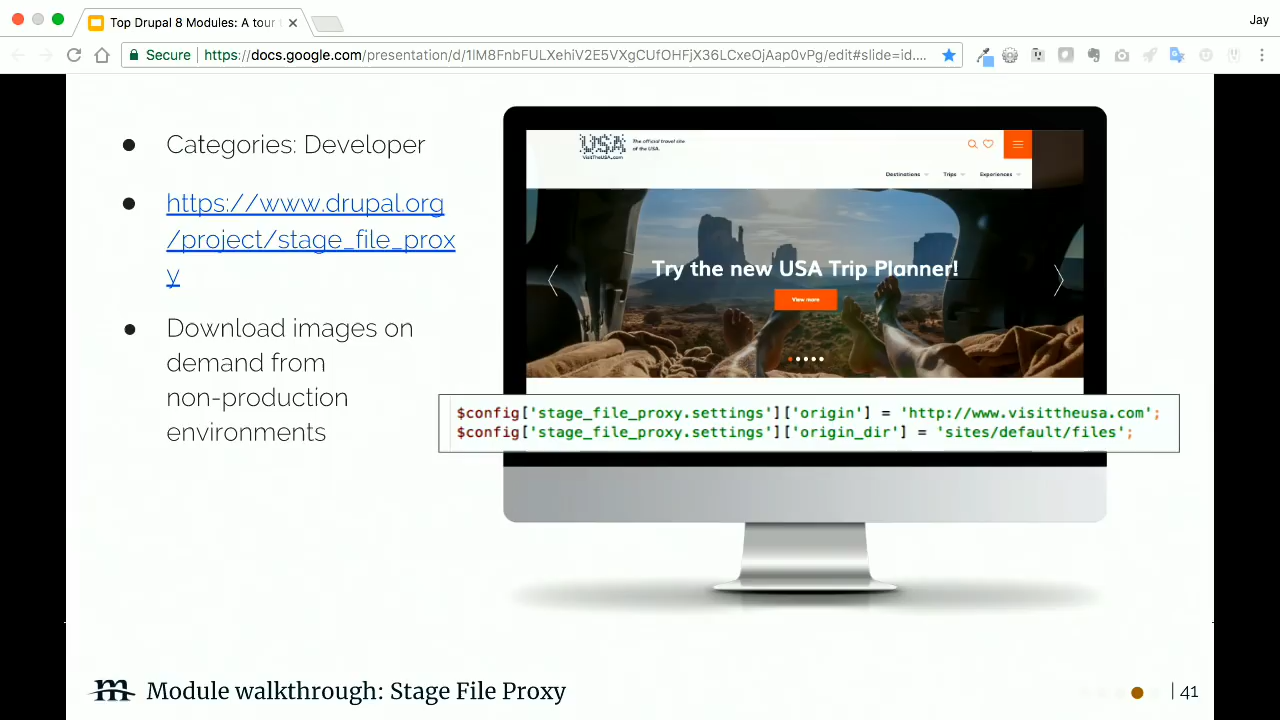 Top Drupal 8 Modules: A tour
Jay
Secure
https://docs.google.com/presentation/d/1lM8FnbFULXehiV2E5VXgCUfOHFjX36LCxeOjAap0vPg/edit#slide=id....
Categories: Developer
https://www.drupal.org
/project/stage_file_prox
y
Download images on
demand from
non-production
environments
USA
VisitTheUSA.com
The official travel site
of the USA.
Destinations
Trips
Experiences
Try the new USA Trip Planner!
View more
$config['stage_file_proxy.settings']['origin'] = 'http://www.visittheusa.com';
$config['stage_file_proxy.settings']['origin_dir'] = 'sites/default/files';
m
Module walkthrough: Stage File Proxy
| 41